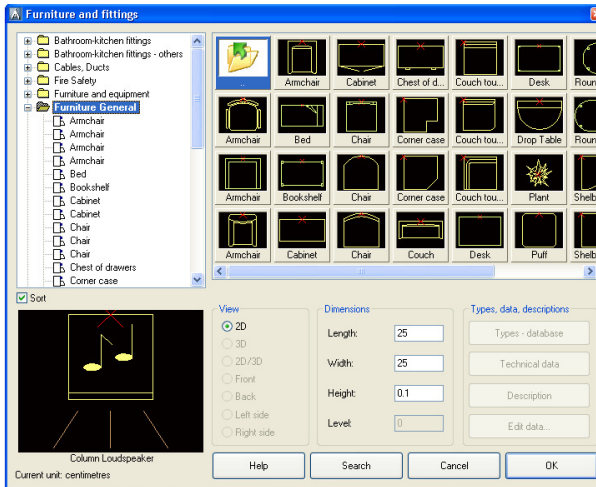 Furniture and fittings
Bathroom-kitchen fittings
Bathroom-kitchen fittings - others
Cables, Ducts
Fire Safety
Furniture and equipment
Furniture General
Armchair
Armchair
Armchair
Armchair
Bed
Bookshelf
Cabinet
Cabinet
Chair
Chair
Chair
Chest of drawers
Corner case
..
Armchair
Cabinet
Chest of d...
Couch tou...
Desk
Roun
Armchair
Bed
Chair
Corner case
Couch tou...
Drop Table
Roun
Armchair
Bookshelf
Chair
Corner case
Couch tou...
Plant
Shelb
Armchair
Cabinet
Chair
Couch
Desk
Puff
Shelb
Sort
Column Loudspeaker
Current unit: centimetres
View
2D
3D
2D/3D
Front
Back
Left side
Right side
Dimensions
Length: 25
Width: 25
Height: 0.1
Level: 0
Types, data, descriptions
Types - database
Technical data
Description
Edit data...
Help
Search
Cancel
OK